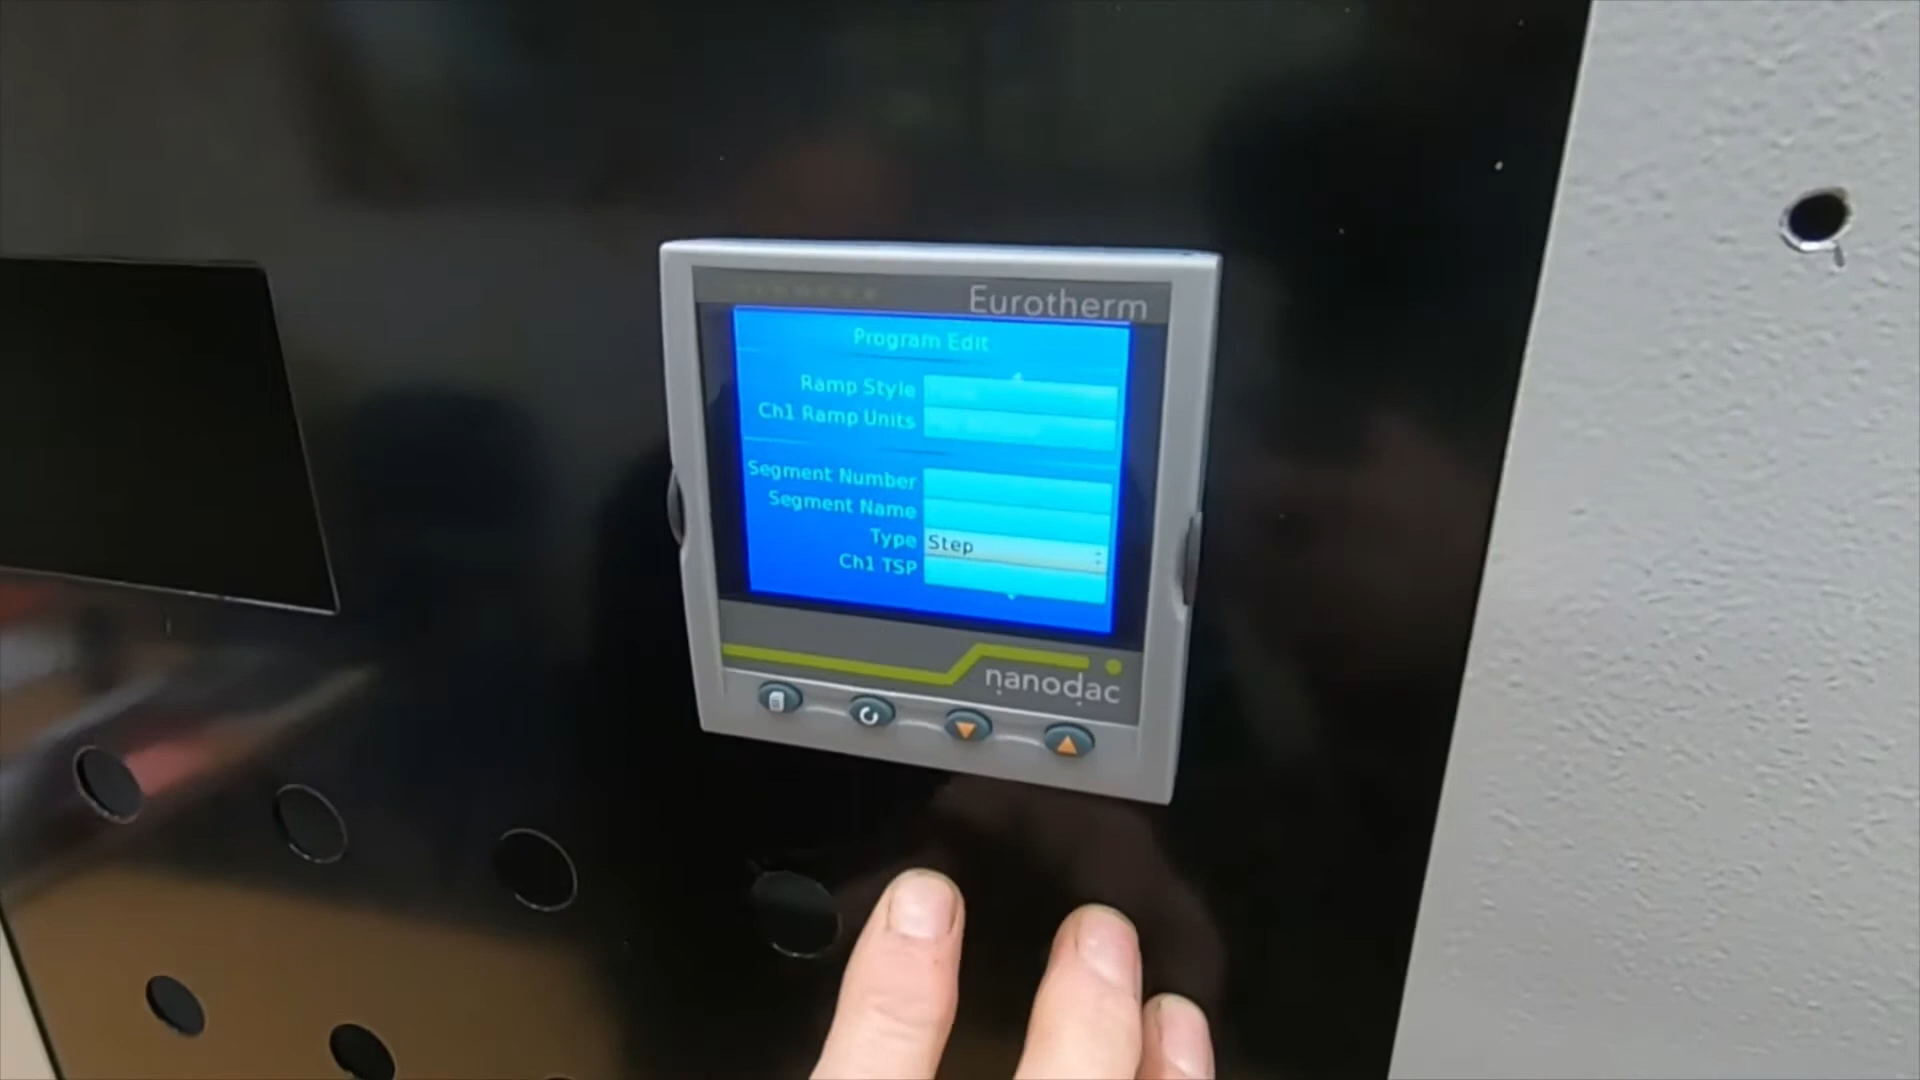 Eurotherm
Program Edit
Ramp Style
Ch1 Ramp Units
Segment Number
Segment Name
Type Step
Ch1 TSP
nanodac